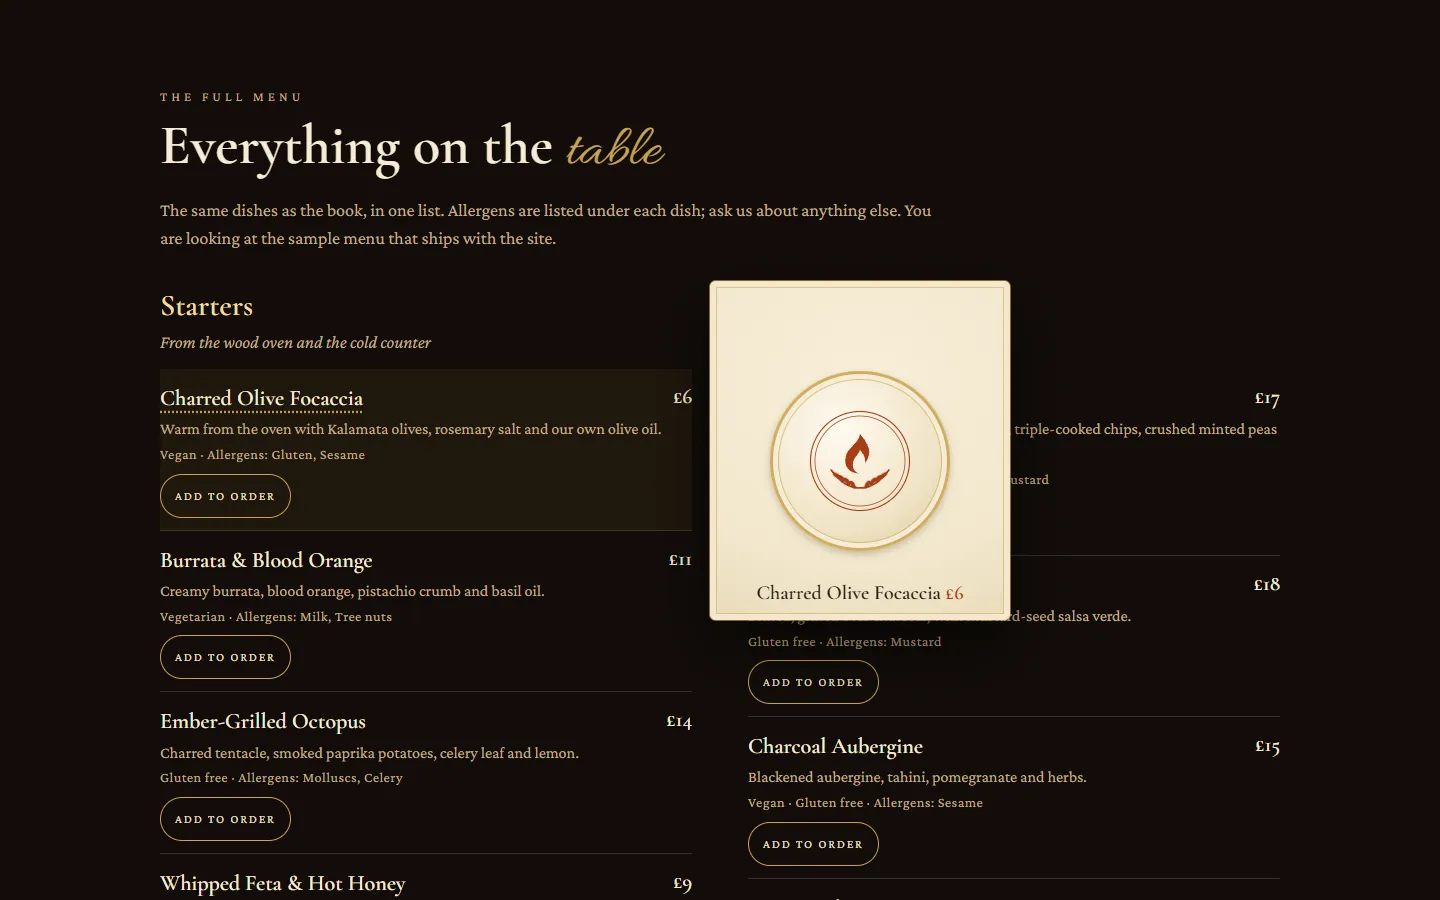 THE FULL MENU
Everything on the table
The same dishes as the book, in one list. Allergens are listed under each dish; ask us about anything else. You
are looking at the sample menu that ships with the site.
Starters
From the wood oven and the cold counter
Charred Olive Focaccia £6
Warm from the oven with Kalamata olives, rosemary salt and our own olive oil.
Vegan · Allergens: Gluten, Sesame
ADD TO ORDER
Burrata & Blood Orange £11
Creamy burrata, blood orange, pistachio crumb and basil oil.
Vegetarian · Allergens: Milk, Tree nuts
ADD TO ORDER
Ember-Grilled Octopus £14
Charred tentacle, smoked paprika potatoes, celery leaf and lemon.
Gluten free · Allergens: Molluscs, Celery
ADD TO ORDER
Whipped Feta & Hot Honey £9
Charred Olive Focaccia £6
£17
triple-cooked chips, crushed minted peas
£18
salsa verde.
Gluten free · Allergens: Mustard
ADD TO ORDER
Charcoal Aubergine £15
Blackened aubergine, tahini, pomegranate and herbs.
Vegan · Gluten free · Allergens: Sesame
ADD TO ORDER